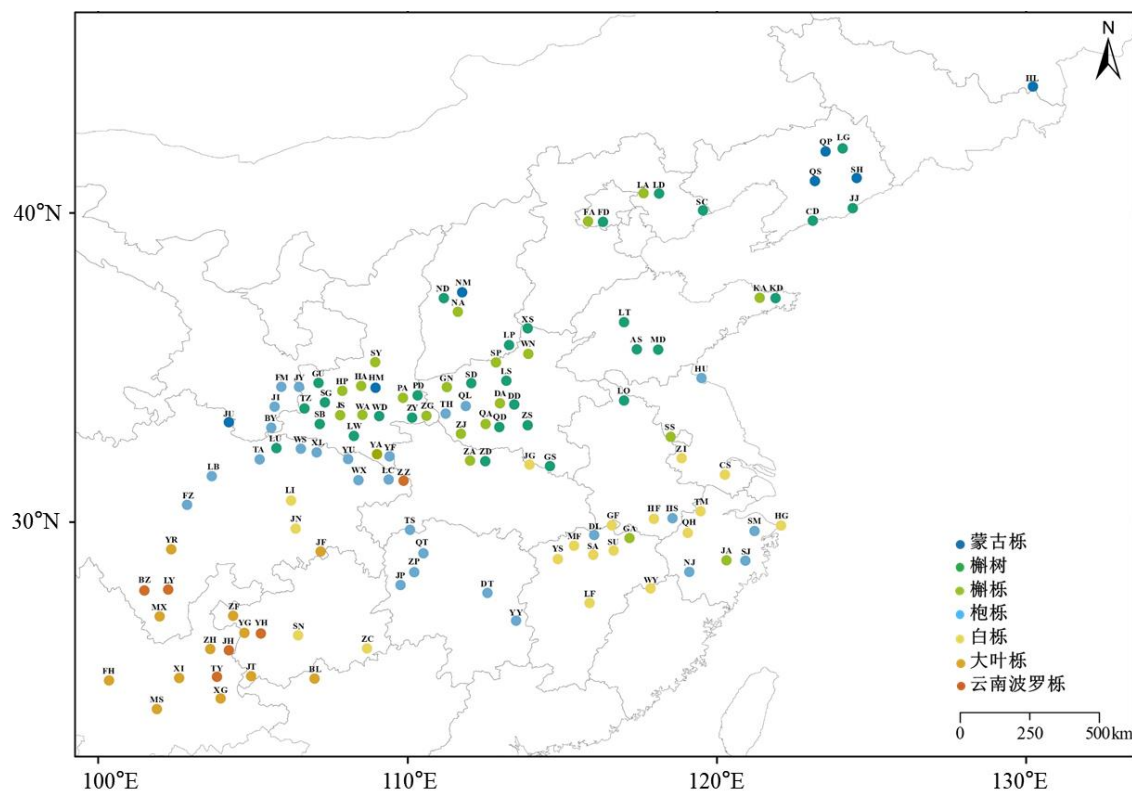 N
HL
QP LG
QS SH
40°N
LA LD
SC
JJ
FA FD
CD
ND NM
NA
KA KD
LT
XS
LP
WN
AS MD
SY
SP
HU
FM JY GU
HP HA HM
GN SD LS
PA PD
JI TZ SG
TH QL DA DD
LO
JU BY SB JS WA WD
ZY ZG
QA QD ZS
LW
ZJ
SS
LU WS XL
TA YU YA YF
ZA ZD JG GS
ZI
LB
WX LC ZZ
CS
FZ
LI
30°N
JN
TS
GF HF HS TM
DL
HG
YR
JF
QT
MF GA QH SM
YS SA SU
BZ LY
ZP
JP
JA SJ
NJ
DT
WY
MX
ZF
LF
YG YH
SN
YY
ZH JH
ZC
FH
XI TY JT BL
XG
MS
蒙古栎
槲树
槲栎
枹栎
白栎
大叶栎
云南波罗栎
0 250 500km
100°E 110°E 120°E 130°E